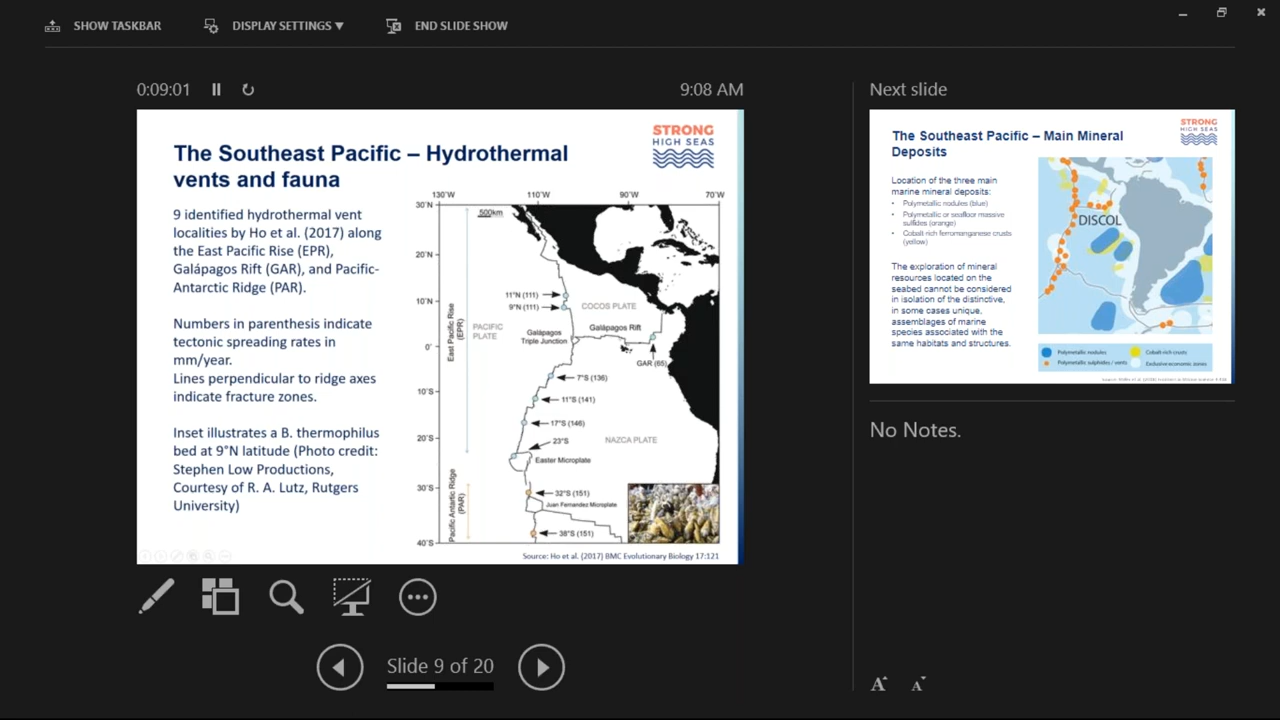 SHOW TASKBAR
DISPLAY SETTINGS ▼
END SLIDE SHOW
0:09:01
9:08 AM
The Southeast Pacific – Hydrothermal
vents and fauna
STRONG
HIGH SEAS
9 identified hydrothermal vent
localities by Ho et al. (2017) along
the East Pacific Rise (EPR),
Galápagos Rift (GAR), and Pacific-
Antarctic Ridge (PAR).
Numbers in parenthesis indicate
tectonic spreading rates in
mm/year.
Lines perpendicular to ridge axes
indicate fracture zones.
Inset illustrates a B. thermophilus
bed at 9°N latitude (Photo credit:
Stephen Low Productions,
Courtesy of R. A. Lutz, Rutgers
University)
130°W
110°W
90°W
70°W
30°N
20°N
10°N
0°
10°S
20°S
30°S
40°S
500km
East Pacific Rise
(EPR)
Pacific Antartic Ridge
(PAR)
PACIFIC
PLATE
COCOS PLATE
NAZCA PLATE
11°N (111)
9°N (111)
Galápagos
Triple Junction
Galápagos Rift
GAR (65)
7°S (136)
11°S (141)
17°S (146)
23°S
Easter Microplate
32°S (151)
Juan Fernandez Microplate
38°S (151)
Source: Ho et al. (2017) BMC Evolutionary Biology 17:121
Slide 9 of 20
Next slide
The Southeast Pacific – Main Mineral
Deposits
STRONG
HIGH SEAS
Location of the three main
marine mineral deposits:
• Polymetallic nodules (blue)
• Polymetallic or seafloor massive
sulfides (orange)
• Cobalt rich ferromanganese crusts
(yellow)
The exploration of mineral
resources located on the
seabed cannot be considered
in isolation of the distinctive,
in some cases unique,
assemblages of marine
species associated with the
same habitats and structures.
DISCOL
Polymetallic nodules
Cobalt-rich crusts
Polymetallic sulphides / vents
Exclusive economic zones
No Notes.
A
A